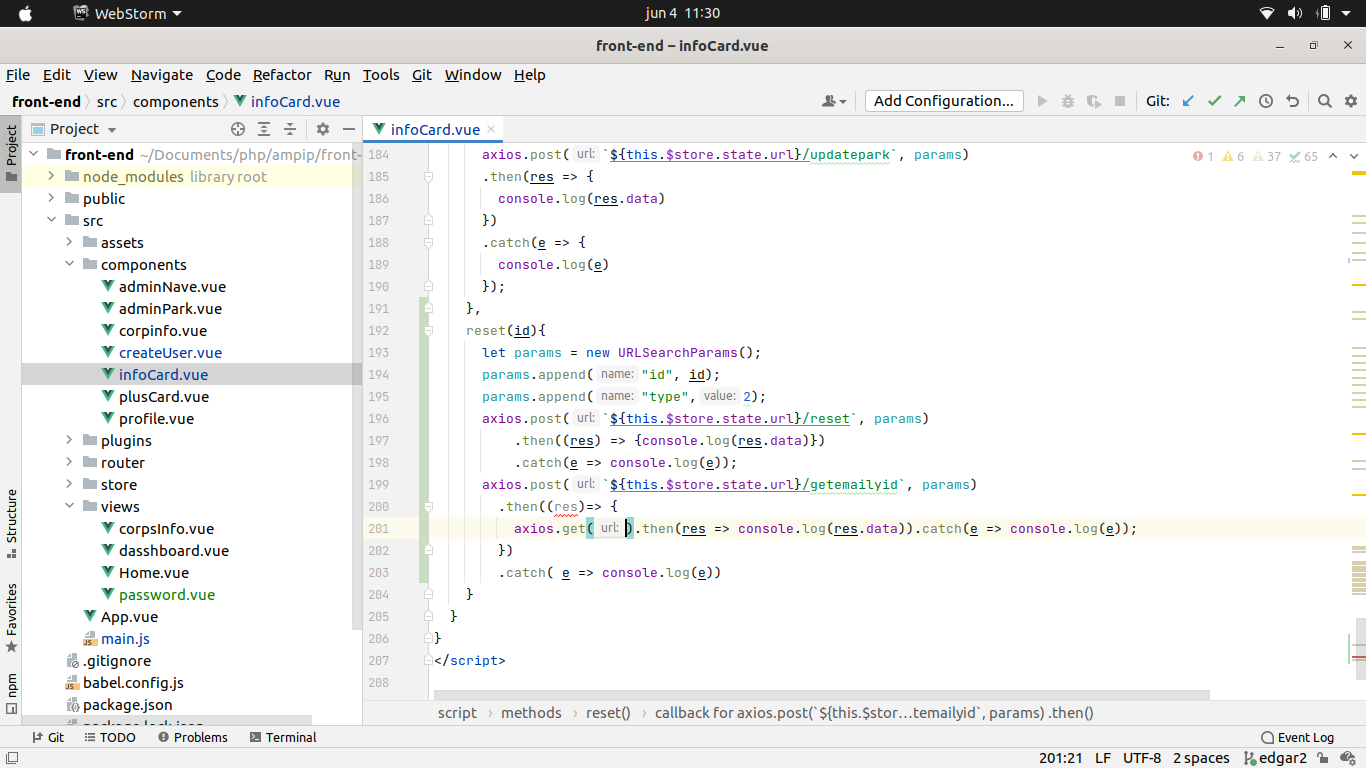 WebStorm
jun 4 11:30
front-end – infoCard.vue
File Edit View Navigate Code Refactor Run Tools Git Window Help
front-end src components infoCard.vue
Add Configuration...
Git:
Project
Project
infoCard.vue
front-end ~/Documents/php/ampip/front-
node_modules library root
public
src
assets
components
adminNave.vue
adminPark.vue
corpinfo.vue
createUser.vue
infoCard.vue
plusCard.vue
profile.vue
plugins
router
store
views
corpsInfo.vue
dasshboard.vue
Home.vue
password.vue
App.vue
main.js
.gitignore
babel.config.js
package.json
package-lock.json
Structure
Favorites
npm
1 6 37 65
184 axios.post( url: `${this.$store.state.url}/updatepark`, params)
185 .then(res => {
186 console.log(res.data)
187 })
188 .catch(e => {
189 console.log(e)
190 });
191 },
192 reset(id){
193 let params = new URLSearchParams();
194 params.append( name: "id", id);
195 params.append( name: "type", value: 2);
196 axios.post( url: `${this.$store.state.url}/reset`, params)
197 .then((res) => {console.log(res.data)})
198 .catch(e => console.log(e));
199 axios.post( url: `${this.$store.state.url}/getemailyid`, params)
200 .then((res)=> {
201 axios.get( url: ).then(res => console.log(res.data)).catch(e => console.log(e));
202 })
203 .catch( e => console.log(e))
204 }
205 }
206 }
207 </script>
208
script methods reset() callback for axios.post(`${this.$stor…temailyid`, params) .then()
Git TODO Problems Terminal
Event Log
201:21 LF UTF-8 2 spaces edgar2